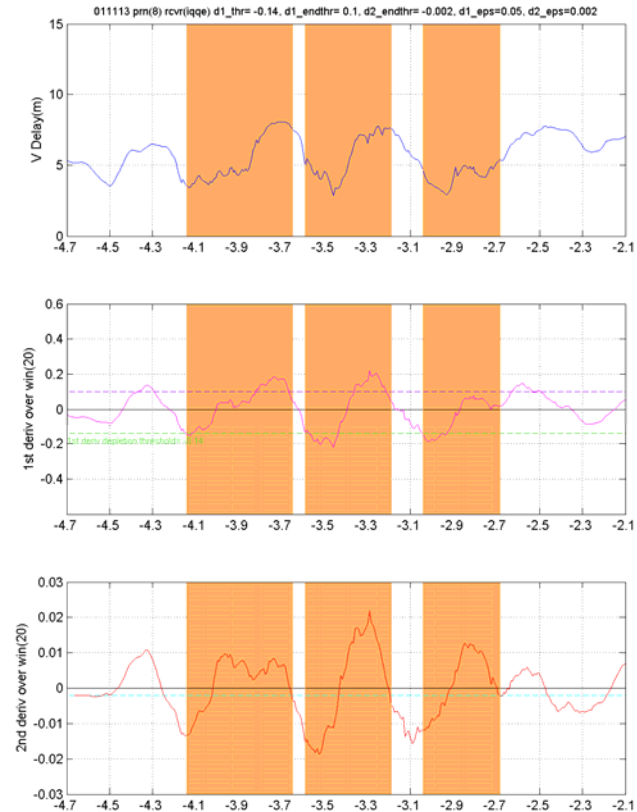 011113 prn(8) rcvr(iqqe) d1_thr= -0.14, d1_endthr= 0.1, d2_endthr= -0.002, d1_eps=0.05, d2_eps=0.002
V Delay(m)
15
10
5
0
-4.7 -4.5 -4.3 -4.1 -3.9 -3.7 -3.5 -3.3 -3.1 -2.9 -2.7 -2.5 -2.3 -2.1
1st deriv over win(20)
0.6
0.4
0.2
0
-0.2
-0.4
1st deriv depletion threshold=
-4.7 -4.5 -4.3 -4.1 -3.9 -3.7 -3.5 -3.3 -3.1 -2.9 -2.7 -2.5 -2.3 -2.1
2nd deriv over win(20)
0.03
0.02
0.01
0
-0.01
-0.02
-0.03
-4.7 -4.5 -4.3 -4.1 -3.9 -3.7 -3.5 -3.3 -3.1 -2.9 -2.7 -2.5 -2.3 -2.1